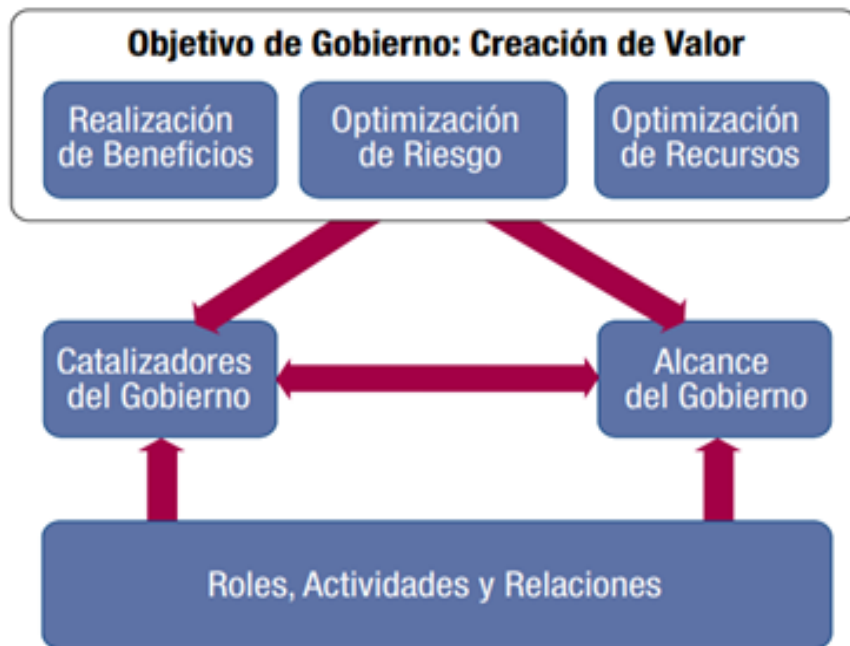 Objetivo de Gobierno: Creación de Valor
Realización
de Beneficios
Optimización
de Riesgo
Optimización
de Recursos
Catalizadores
del Gobierno
Alcance
del Gobierno
Roles, Actividades y Relaciones